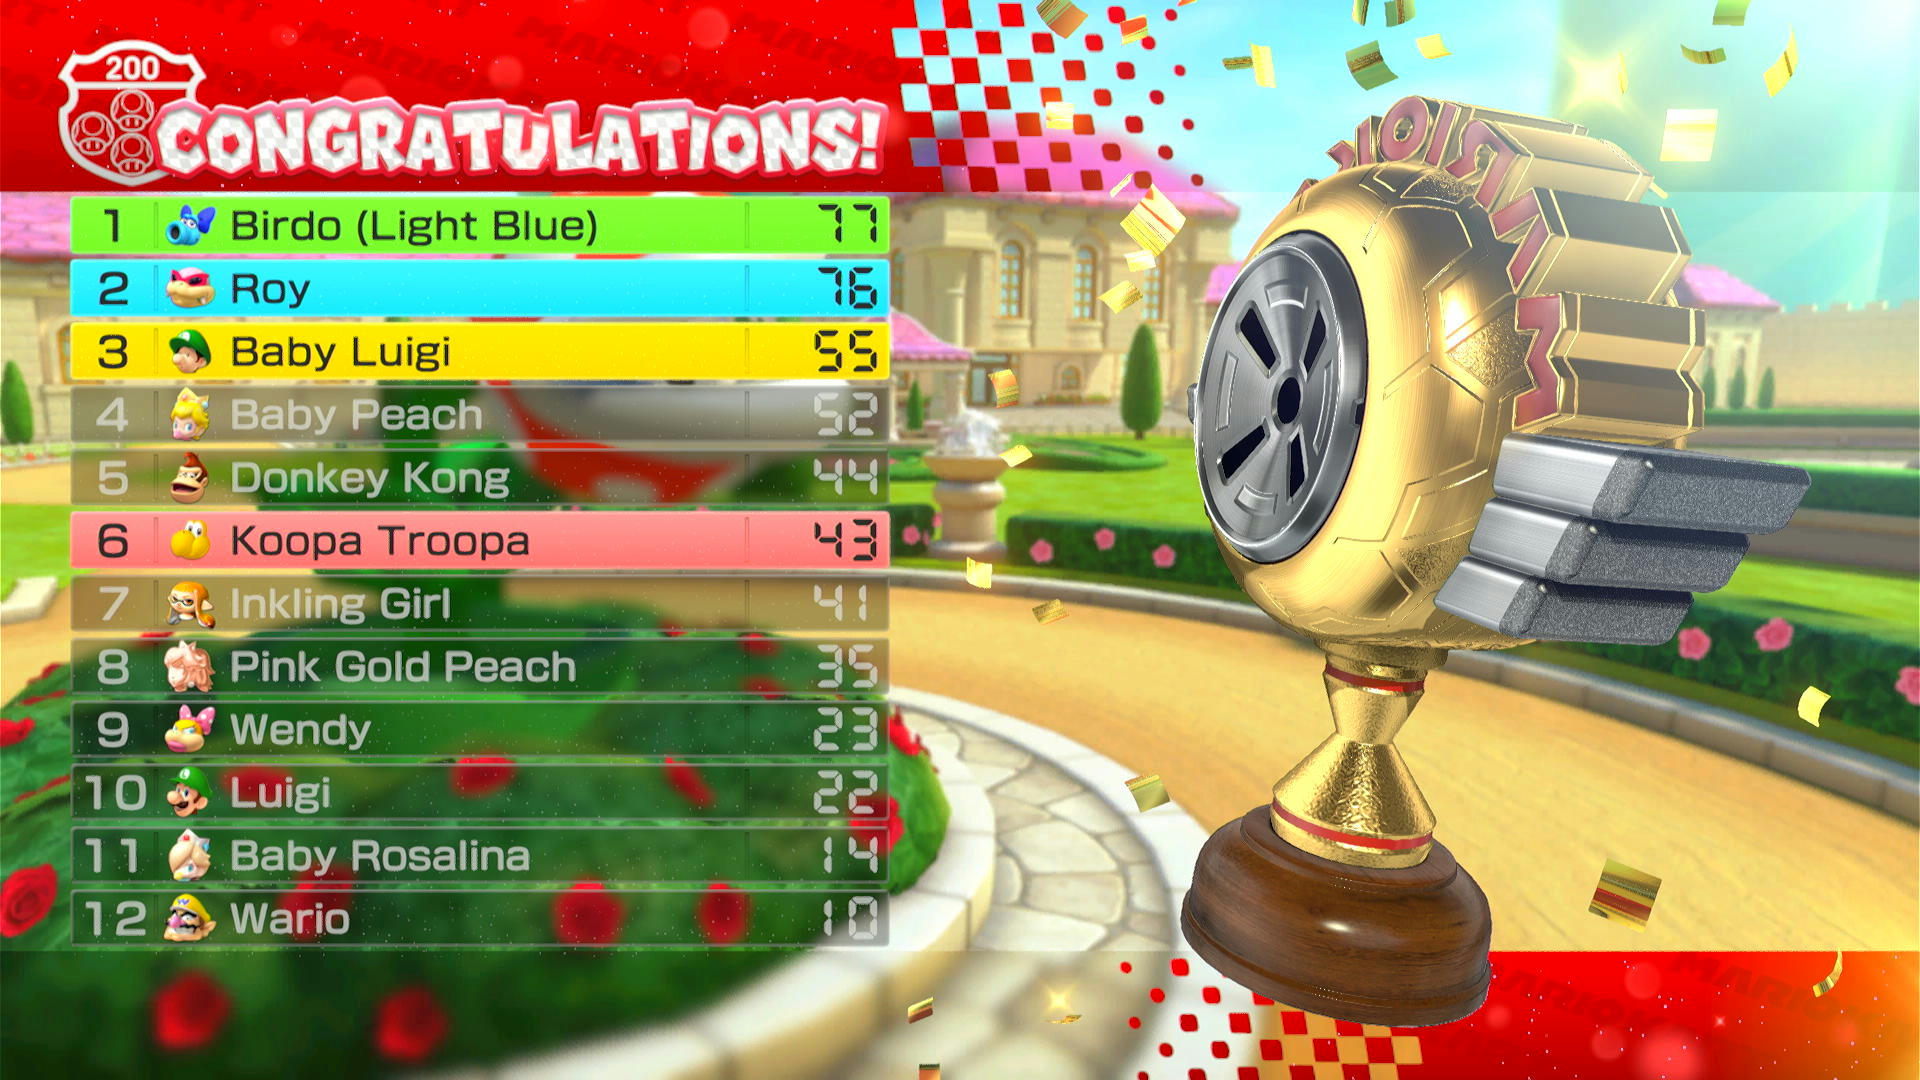 200
CONGRATULATIONS!
1 Birdo (Light Blue) 77
2 Roy 76
3 Baby Luigi 55
4 Baby Peach 52
5 Donkey Kong 44
6 Koopa Troopa 43
7 Inkling Girl 41
8 Pink Gold Peach 35
9 Wendy 23
10 Luigi 22
11 Baby Rosalina 14
12 Wario 10